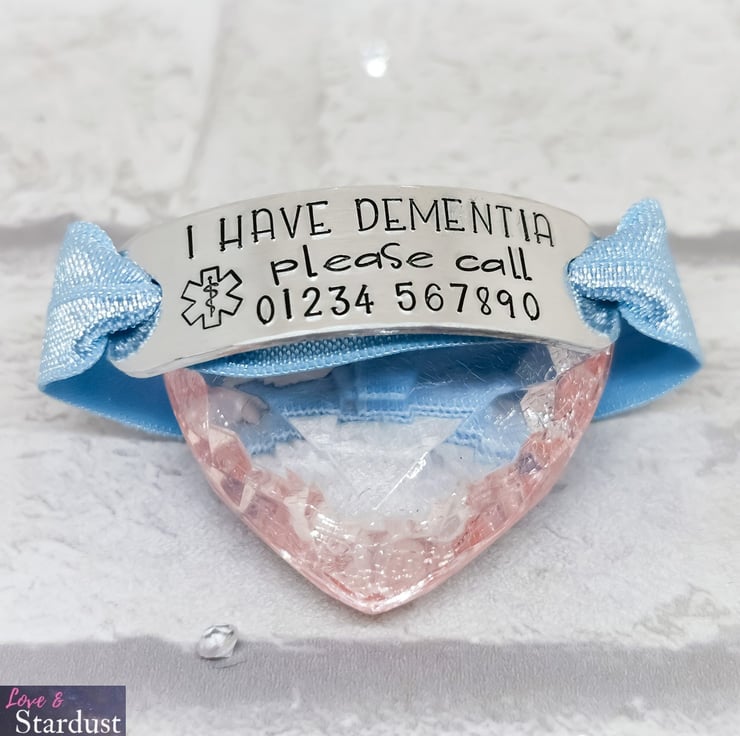 I HAVE DEMENTIA
please call
01234 567890
Love &
Stardust